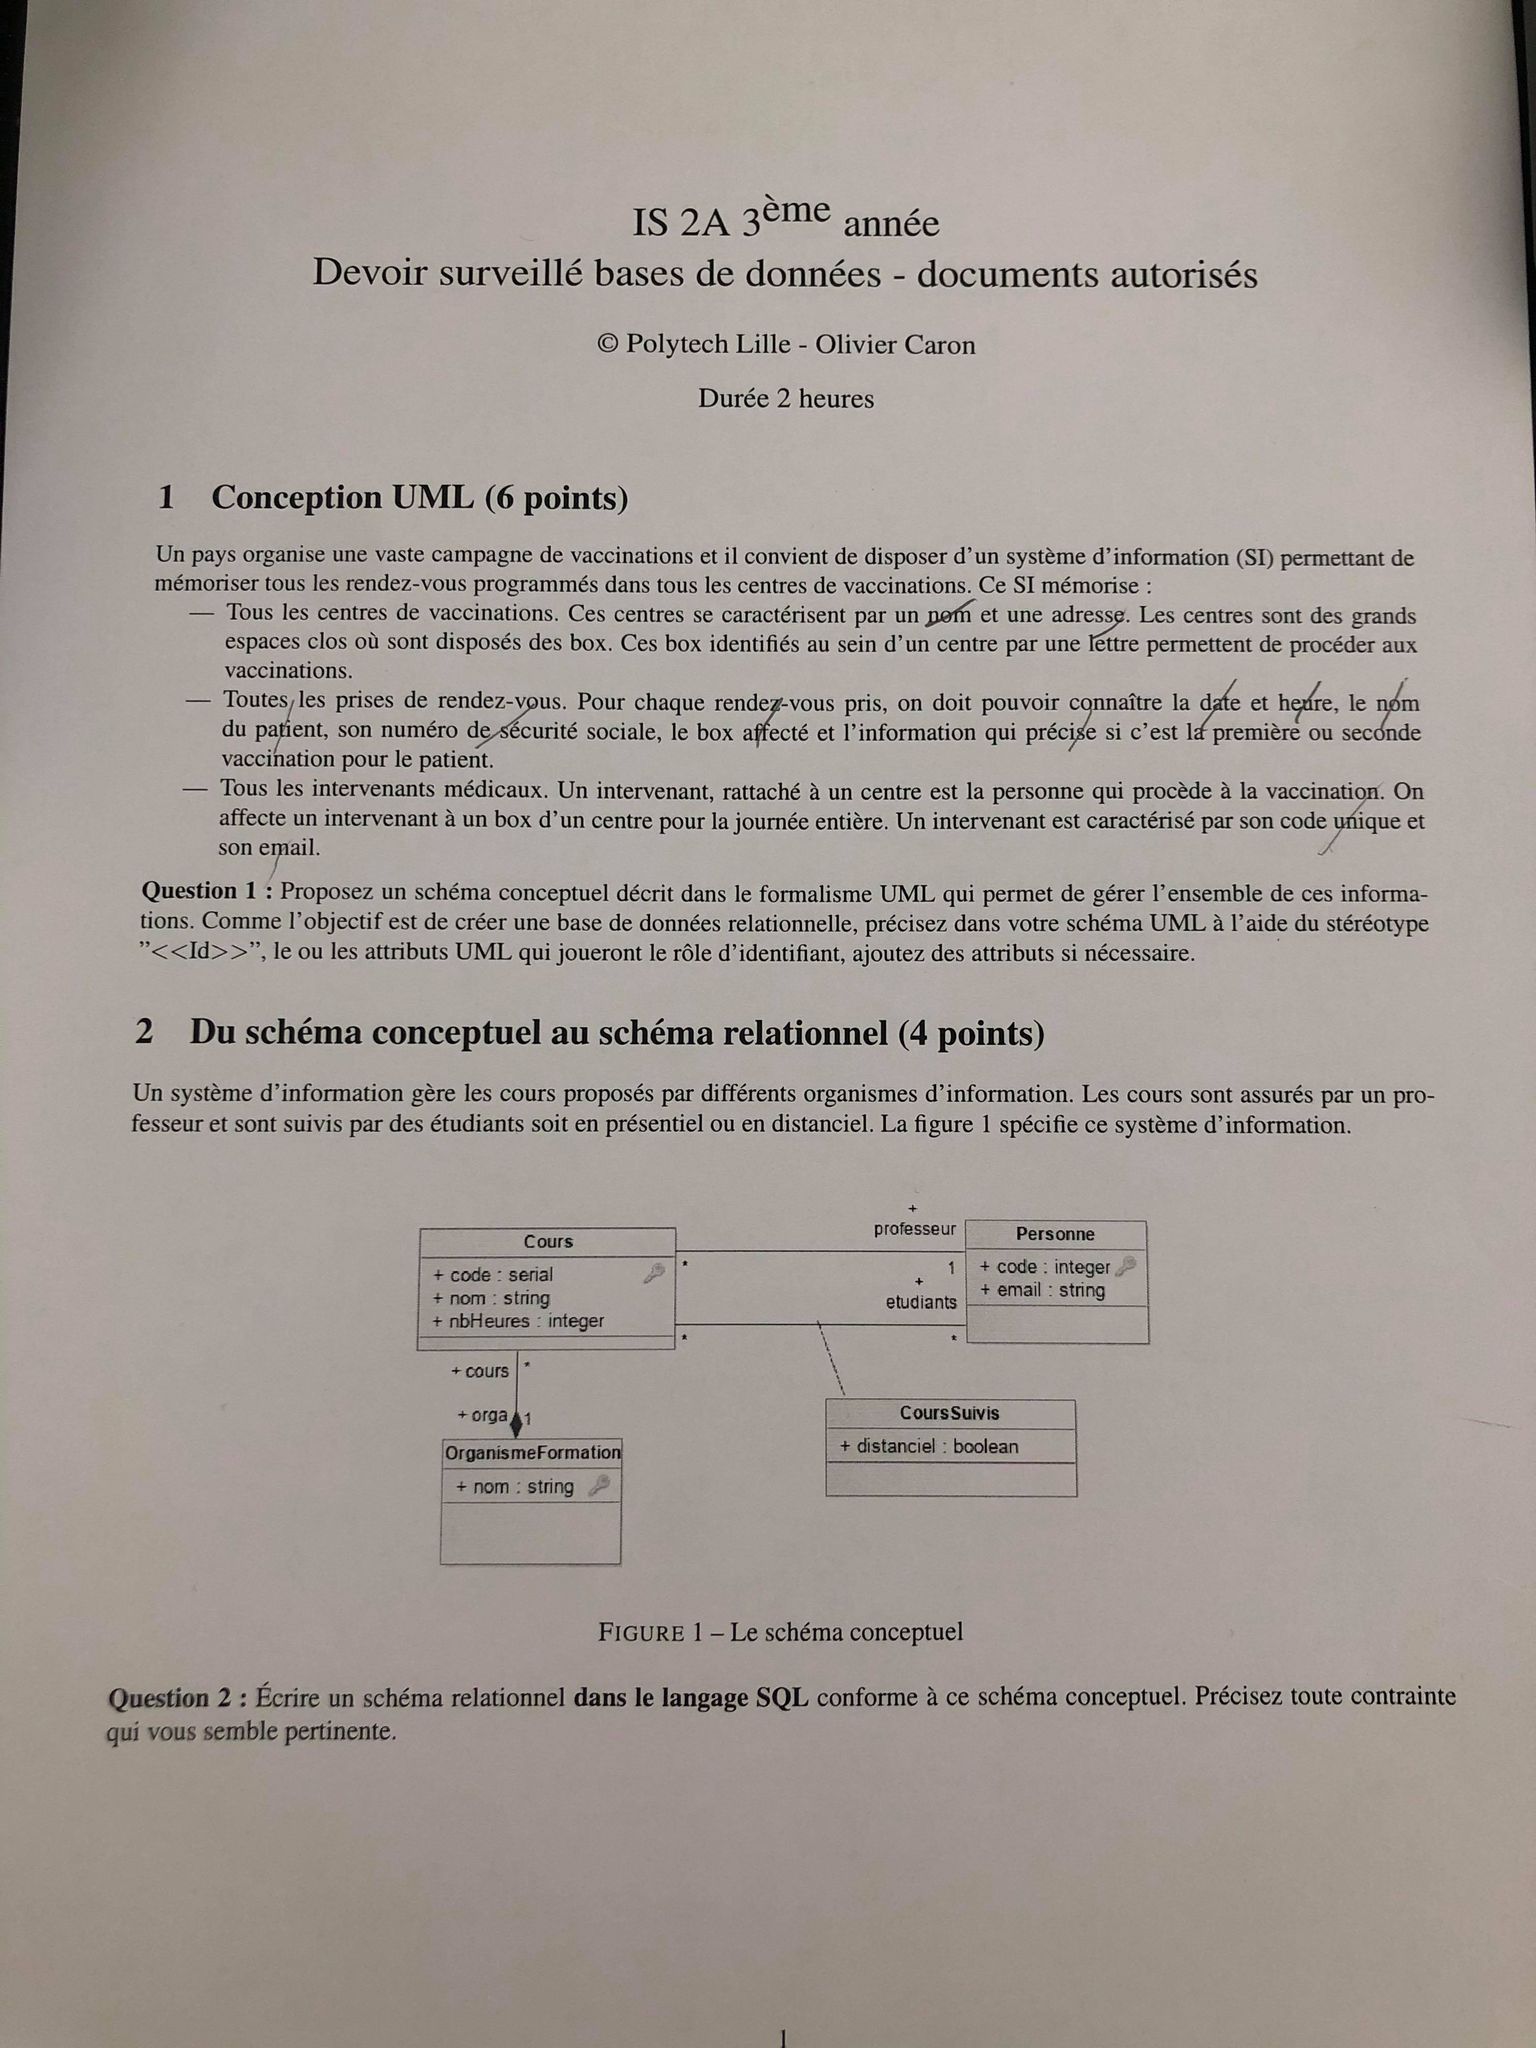 IS 2A 3ème année
Devoir surveillé bases de données - documents autorisés
© Polytech Lille - Olivier Caron
Durée 2 heures
1 Conception UML (6 points)
Un pays organise une vaste campagne de vaccinations et il convient de disposer d'un système d'information (SI) permettant de
mémoriser tous les rendez-vous programmés dans tous les centres de vaccinations. Ce SI mémorise :
— Tous les centres de vaccinations. Ces centres se caractérisent par un nom et une adresse. Les centres sont des grands
espaces clos où sont disposés des box. Ces box identifiés au sein d'un centre par une lettre permettent de procéder aux
vaccinations.
— Toutes les prises de rendez-vous. Pour chaque rendez-vous pris, on doit pouvoir connaître la date et heure, le nom
du patient, son numéro de sécurité sociale, le box affecté et l'information qui précise si c'est la première ou seconde
vaccination pour le patient.
— Tous les intervenants médicaux. Un intervenant, rattaché à un centre est la personne qui procède à la vaccination. On
affecte un intervenant à un box d'un centre pour la journée entière. Un intervenant est caractérisé par son code unique et
son email.
Question 1 : Proposez un schéma conceptuel décrit dans le formalisme UML qui permet de gérer l'ensemble de ces informa-
tions. Comme l'objectif est de créer une base de données relationnelle, précisez dans votre schéma UML à l'aide du stéréotype
"<<Id>>", le ou les attributs UML qui joueront le rôle d'identifiant, ajoutez des attributs si nécessaire.
2 Du schéma conceptuel au schéma relationnel (4 points)
Un système d'information gère les cours proposés par différents organismes d'information. Les cours sont assurés par un pro-
fesseur et sont suivis par des étudiants soit en présentiel ou en distanciel. La figure 1 spécifie ce système d'information.
Cours
+ code : serial
+ nom : string
+ nbHeures : integer
*
+
professeur
1
Personne
+ code : integer
+ email : string
+
etudiants
*
*
+ cours
*
+ orga
1
OrganismeFormation
+ nom : string
CoursSuivis
+ distanciel : boolean
FIGURE 1 – Le schéma conceptuel
Question 2 : Écrire un schéma relationnel dans le langage SQL conforme à ce schéma conceptuel. Précisez toute contrainte
qui vous semble pertinente.
1